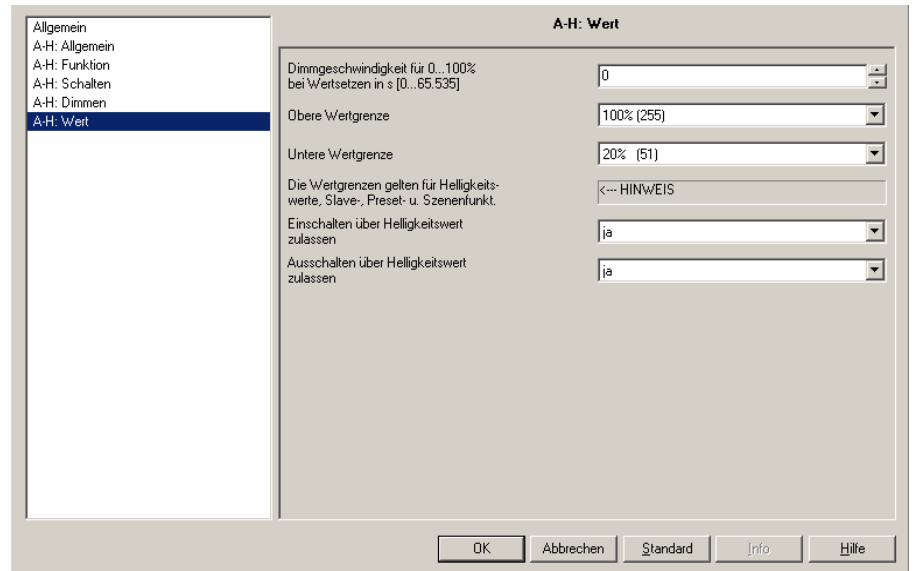 Allgemein
A-H: Allgemein
A-H: Funktion
A-H: Schalten
A-H: Dimmen
A-H: Wert
A-H: Wert
Dimmgeschwindigkeit für 0...100%
bei Wertsetzen in s [0...65.535]
0
Obere Wertgrenze
100% (255)
Untere Wertgrenze
20% (51)
Die Wertgrenzen gelten für Helligkeits-
werte, Slave-, Preset- u. Szenenfunkt.
<--- HINWEIS
Einschalten über Helligkeitswert
zulassen
ja
Ausschalten über Helligkeitswert
zulassen
ja
OK
Abbrechen
Standard
Info
Hilfe